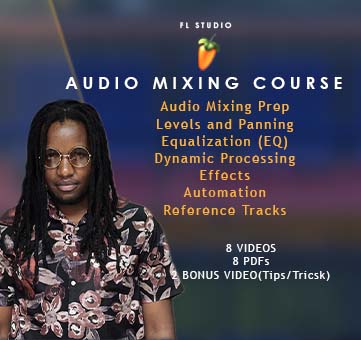 FL STUDIO
AUDIO MIXING COURSE
Audio Mixing Prep
Levels and Panning
Equalization (EQ)
Dynamic Processing
Effects
Automation
Reference Tracks
8 VIDEOS
8 PDFs
2 BONUS VIDEO(Tips/Tricsk)